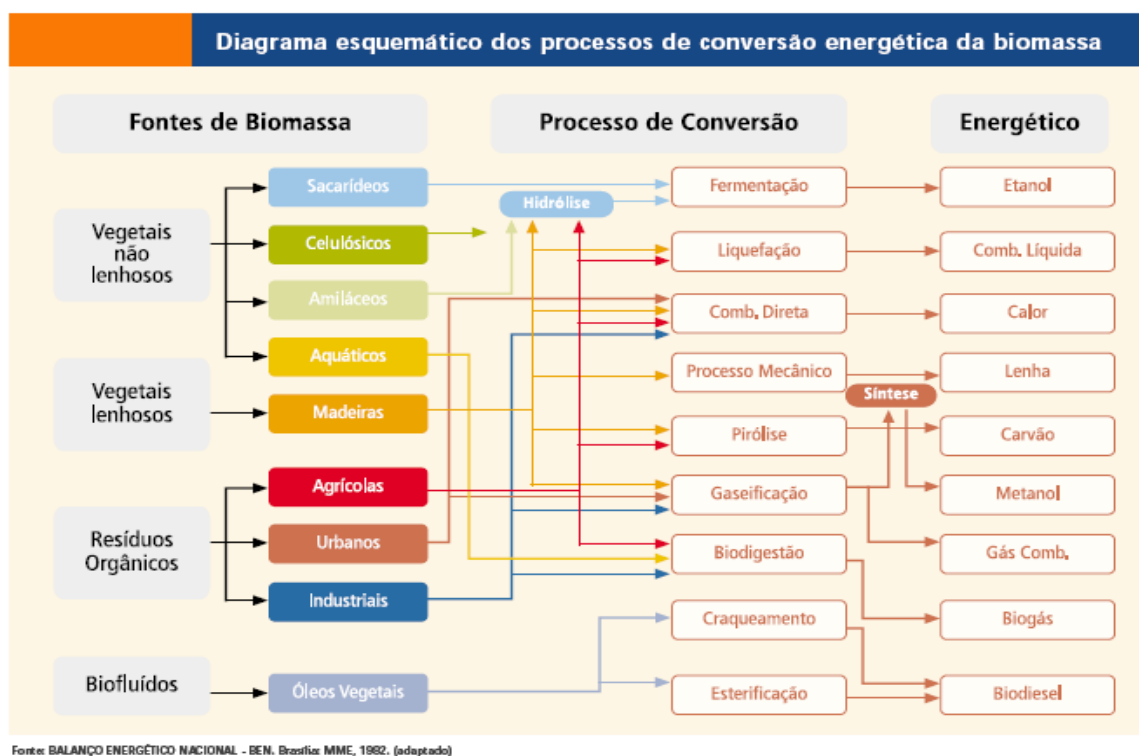 Diagrama esquemático dos processos de conversão energética da biomassa
Fontes de Biomassa
Processo de Conversão
Energético
Vegetais
não
lenhosos
Sacarídeos
Celulósicos
Amiláceos
Aquáticos
Vegetais
lenhosos
Madeiras
Resíduos
Orgânicos
Agrícolas
Urbanos
Industriais
Biofluídos
Óleos Vegetais
Hidrólise
Fermentação
Liquefação
Comb. Direta
Processo Mecânico
Pirólise
Gaseificação
Biodigestão
Craqueamento
Esterificação
Síntese
Etanol
Comb. Líquida
Calor
Lenha
Carvão
Metanol
Gás Comb.
Biogás
Biodiesel
Fonte: BALANÇO ENERGÉTICO NACIONAL - BEN. Brasília: MME, 1982. (adaptado)